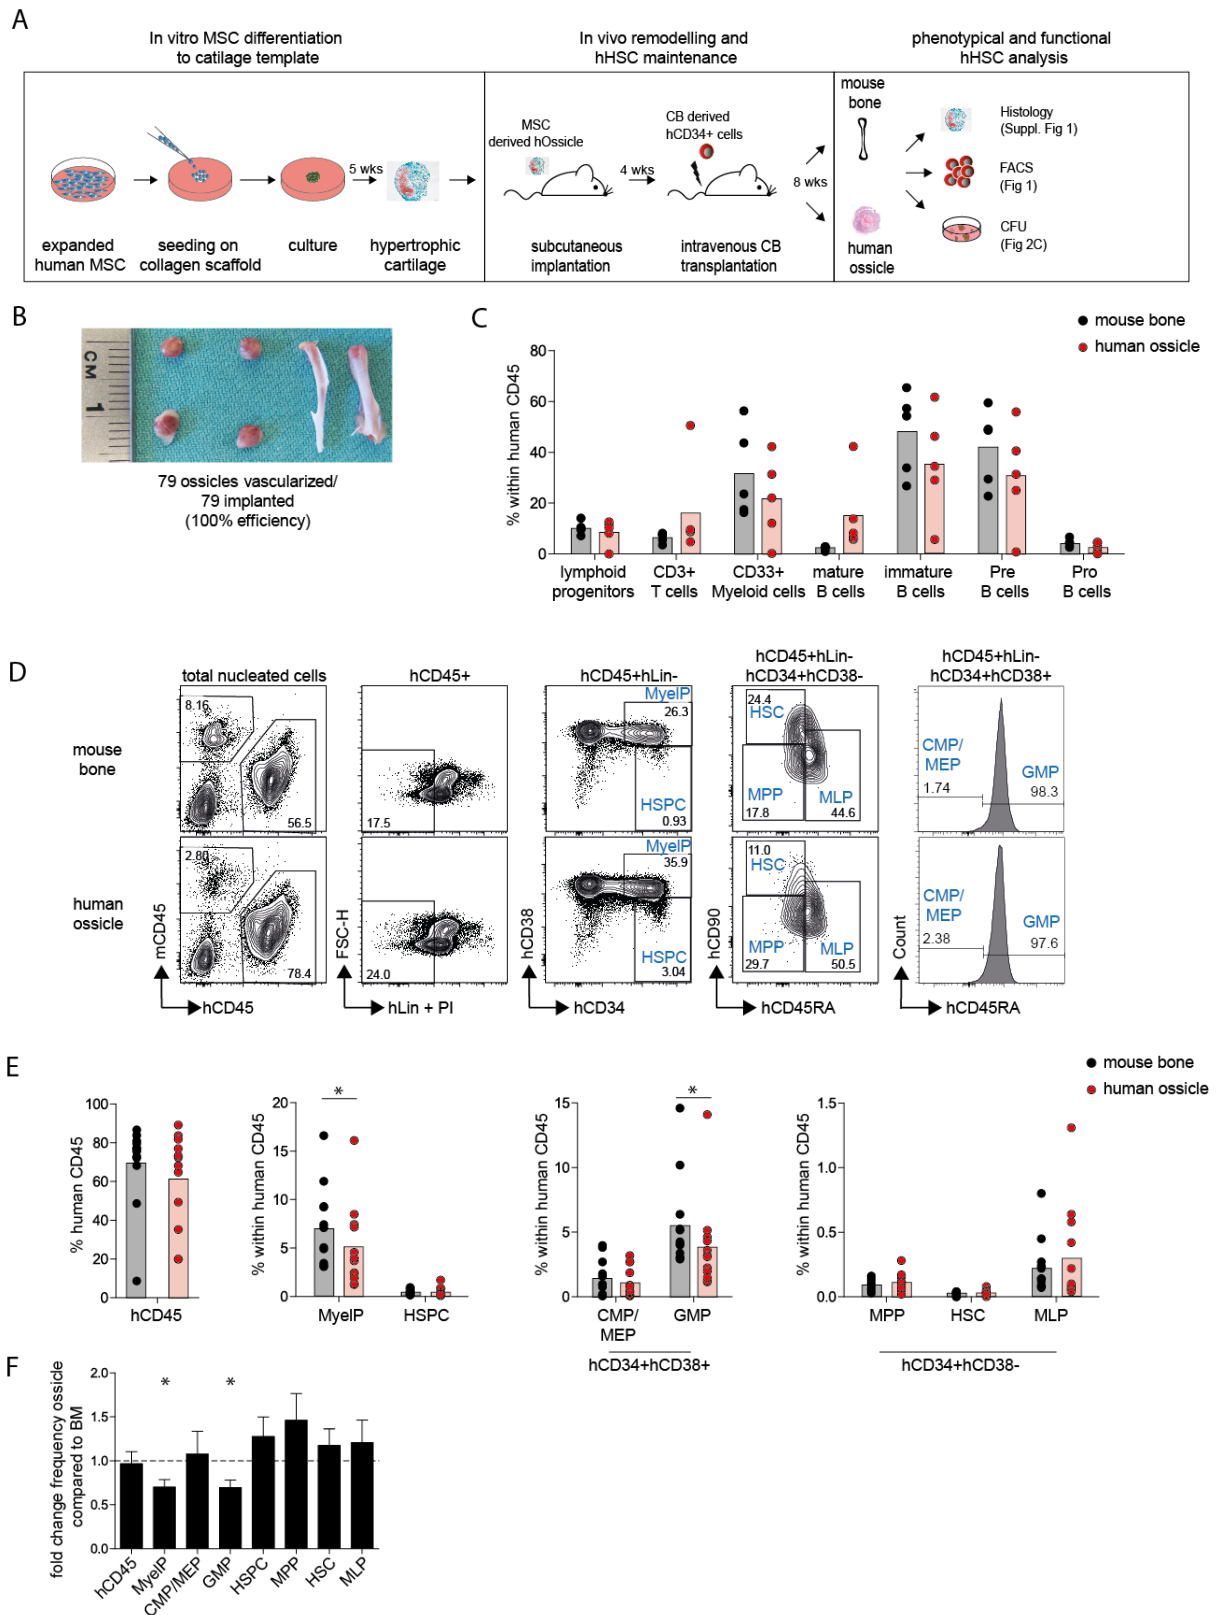 A
In vitro MSC differentiation
to catilage template
In vivo remodelling and
hHSC maintenance
phenotypical and functional
hHSC analysis
5 wks
expanded
human MSC
seeding on
collagen scaffold
culture
hypertrophic
cartilage
MSC
derived hOssicle
4 wks
CB derived
hCD34+ cells
8 wks
subcutaneous
implantation
intravenous CB
transplantation
mouse
bone
human
ossicle
Histology
(Suppl. Fig 1)
FACS
(Fig 1)
CFU
(Fig 2C)
B
CM
1
79 ossicles vascularized/
79 implanted
(100% efficiency)
C
mouse bone
human ossicle
% within human CD45
80
60
40
20
0
lymphoid
progenitors
CD3+
T cells
CD33+
Myeloid cells
mature
B cells
immature
B cells
Pre
B cells
Pro
B cells
D
total nucleated cells
hCD45+
hCD45+hLin-
hCD45+hLin-
hCD34+hCD38-
hCD45+hLin-
hCD34+hCD38+
mouse
bone
8.16
56.5
17.5
MyelP
26.3
HSPC
0.93
24.4
HSC
MPP
17.8
MLP
44.6
CMP/
MEP
1.74
GMP
98.3
human
ossicle
2.80
78.4
24.0
MyelP
35.9
HSPC
3.04
11.0
HSC
MPP
29.7
MLP
50.5
CMP/
MEP
2.38
GMP
97.6
mCD45
hCD45
FSC-H
hLin + PI
hCD38
hCD34
hCD90
hCD45RA
Count
hCD45RA
E
mouse bone
human ossicle
% human CD45
100
80
60
40
20
0
hCD45
% within human CD45
20
15
10
5
0
*
MyelP
HSPC
% within human CD45
15
10
5
0
*
CMP/
MEP
GMP
hCD34+hCD38+
% within human CD45
1.5
1.0
0.5
0.0
MPP
HSC
MLP
hCD34+hCD38-
F
fold change frequency ossicle
compared to BM
2.0
1.5
1.0
0.5
0.0
*
*
hCD45
MyelP
CMP/MEP
GMP
HSPC
MPP
HSC
MLP